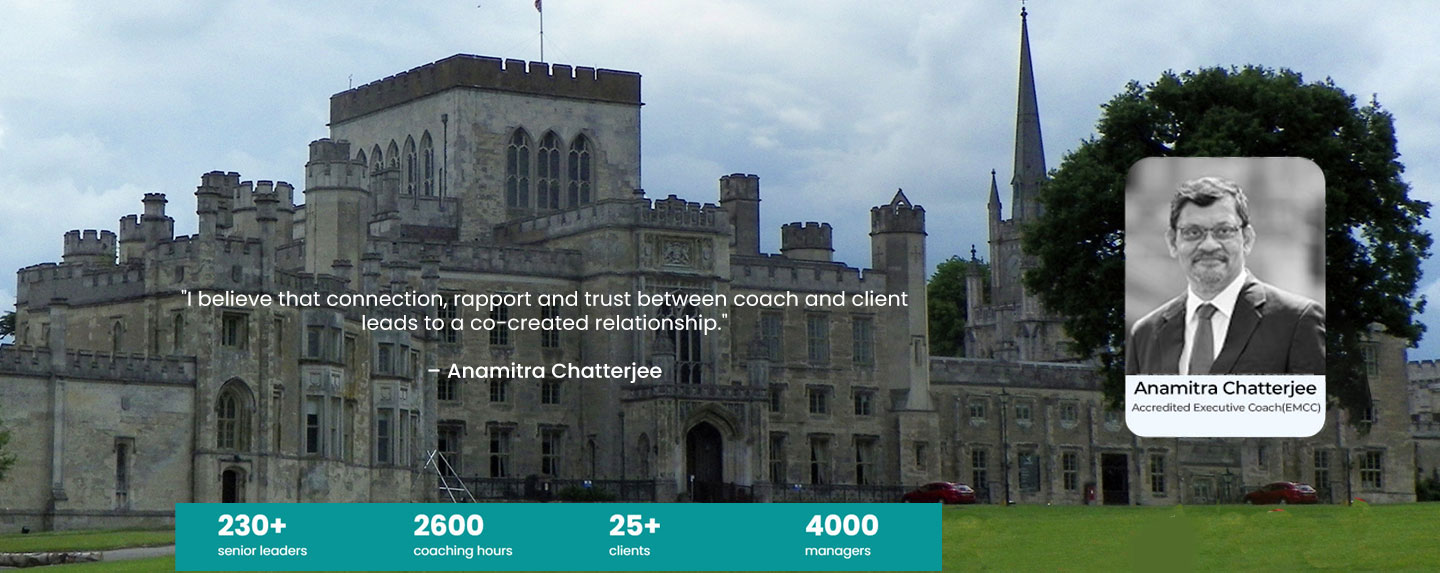 "I believe that connection, rapport and trust between coach and client
leads to a co-created relationship."
– Anamitra Chatterjee
Anamitra Chatterjee
Accredited Executive Coach(EMCC)
230+
senior leaders
2600
coaching hours
25+
clients
4000
managers